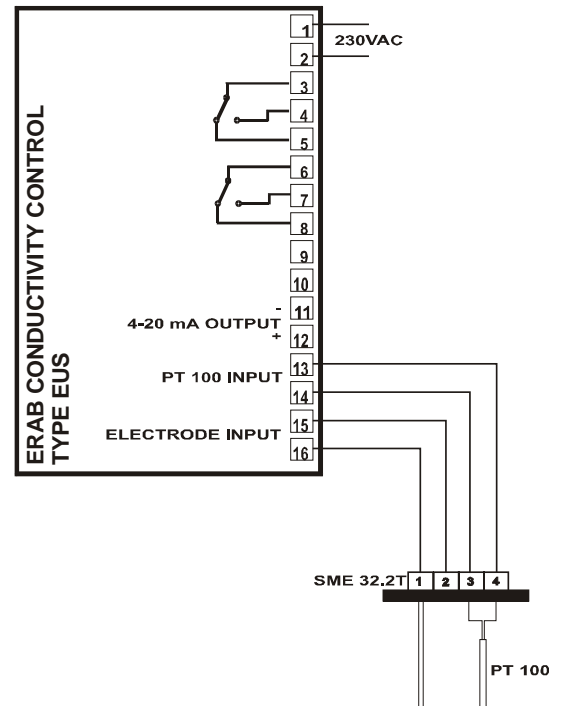 ERAB CONDUCTIVITY CONTROL
TYPE EUS
1
230VAC
2
3
4
5
6
7
8
9
10
- 11
4-20 mA OUTPUT
+ 12
13
PT 100 INPUT
14
15
ELECTRODE INPUT
16
SME 32.2T 1 2 3 4
PT 100